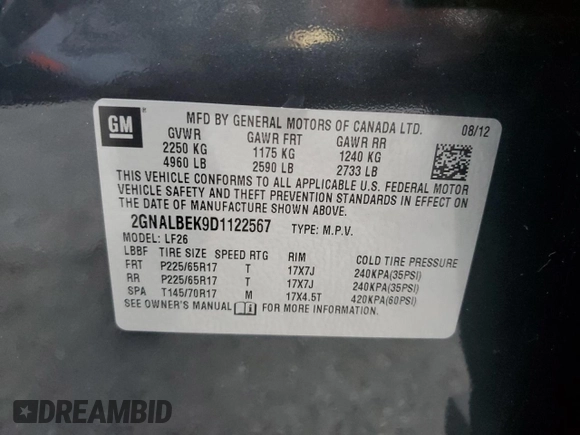 GM
MFD BY GENERAL MOTORS OF CANADA LTD. 08/12
GVWR GAWR FRT GAWR RR
2250 KG 1175 KG 1240 KG
4960 LB 2590 LB 2733 LB
THIS VEHICLE CONFORMS TO ALL APPLICABLE U.S. FEDERAL MOTOR
VEHICLE SAFETY AND THEFT PREVENTION STANDARDS IN EFFECT ON
THE DATE OF MANUFACTURE SHOWN ABOVE.
2GNALBEK9D1122567 TYPE: M.P.V.
MODEL: LF26
LBBF TIRE SIZE SPEED RTG RIM COLD TIRE PRESSURE
FRT P225/65R17 T 17X7J 240KPA(35PSI)
RR P225/65R17 T 17X7J 240KPA(35PSI)
SPA T145/70R17 M 17X4.5T 420KPA(60PSI)
SEE OWNER'S MANUAL FOR MORE INFORMATION.
DREAMBID